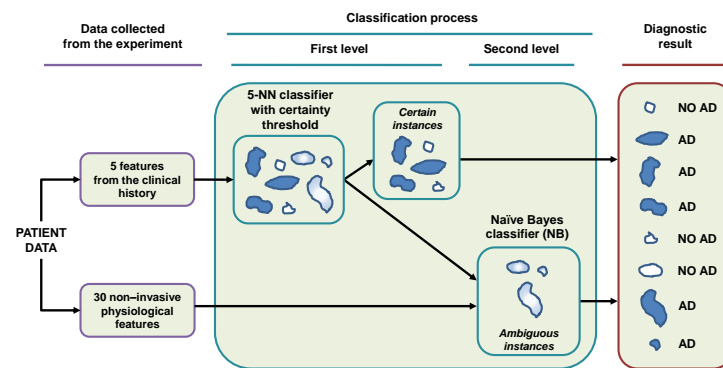 Data collected
from the experiment
Classification process
First level
Second level
Diagnostic
result
5-NN classifier
with certainty
threshold
Certain
instances
5 features
from the clinical
history
PATIENT
DATA
30 non–invasive
physiological
features
Naïve Bayes
classifier (NB)
Ambiguous
instances
NO AD
AD
AD
AD
NO AD
NO AD
AD
AD